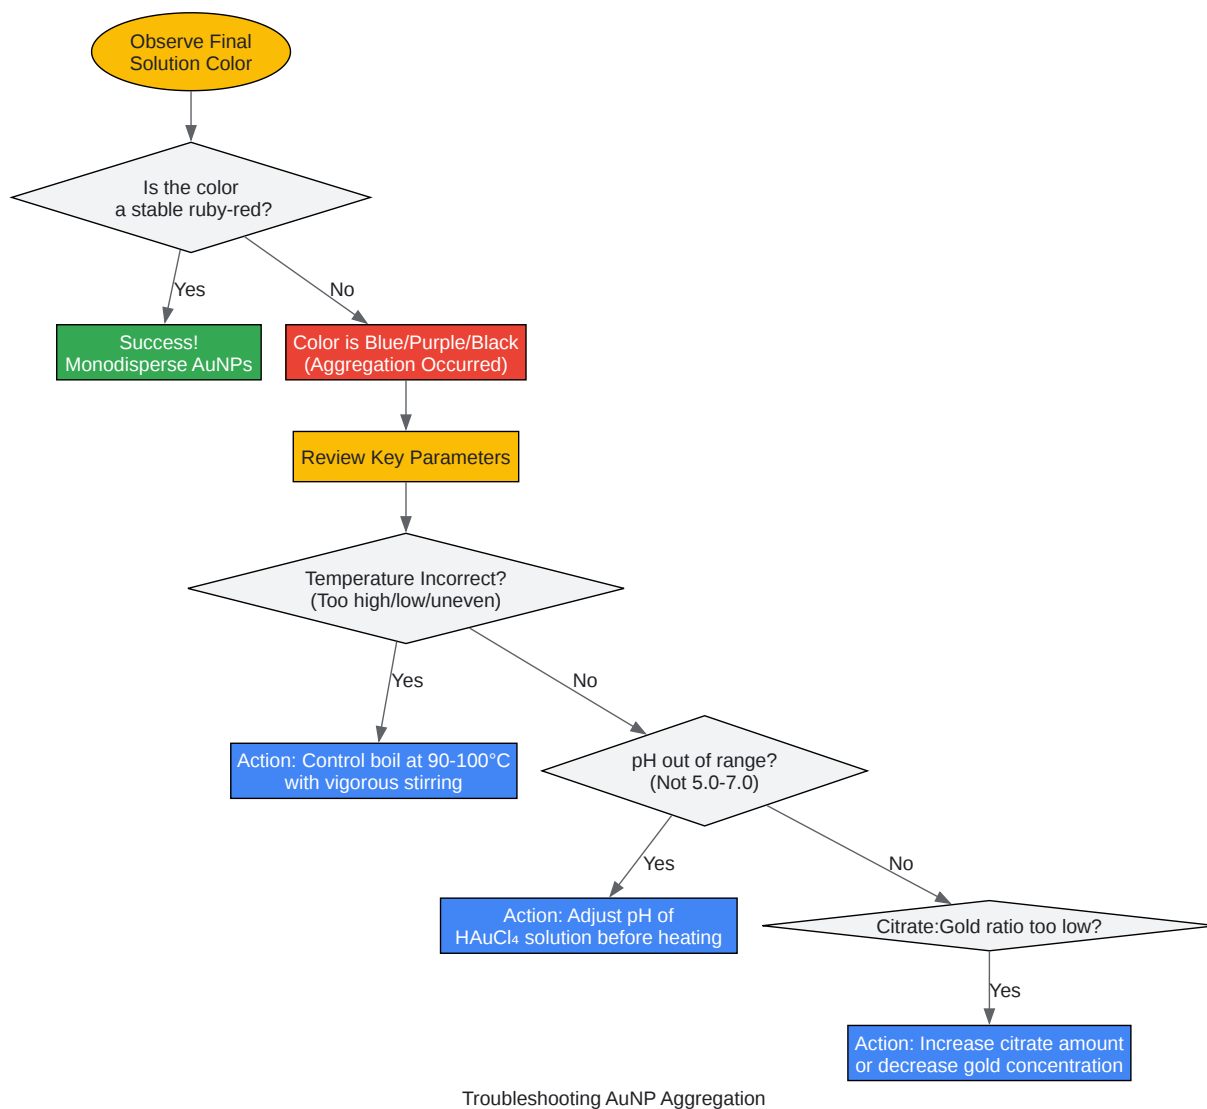 Observe Final
Solution Color
Is the color
a stable ruby-red?
Yes
No
Success!
Monodisperse AuNPs
Color is Blue/Purple/Black
(Aggregation Occurred)
Review Key Parameters
Temperature Incorrect?
(Too high/low/uneven)
Yes
No
Action: Control boil at 90-100°C
with vigorous stirring
pH out of range?
(Not 5.0-7.0)
Yes
No
Action: Adjust pH of
HAuCl₄ solution before heating
Citrate:Gold ratio too low?
Yes
Action: Increase citrate amount
or decrease gold concentration
Troubleshooting AuNP Aggregation